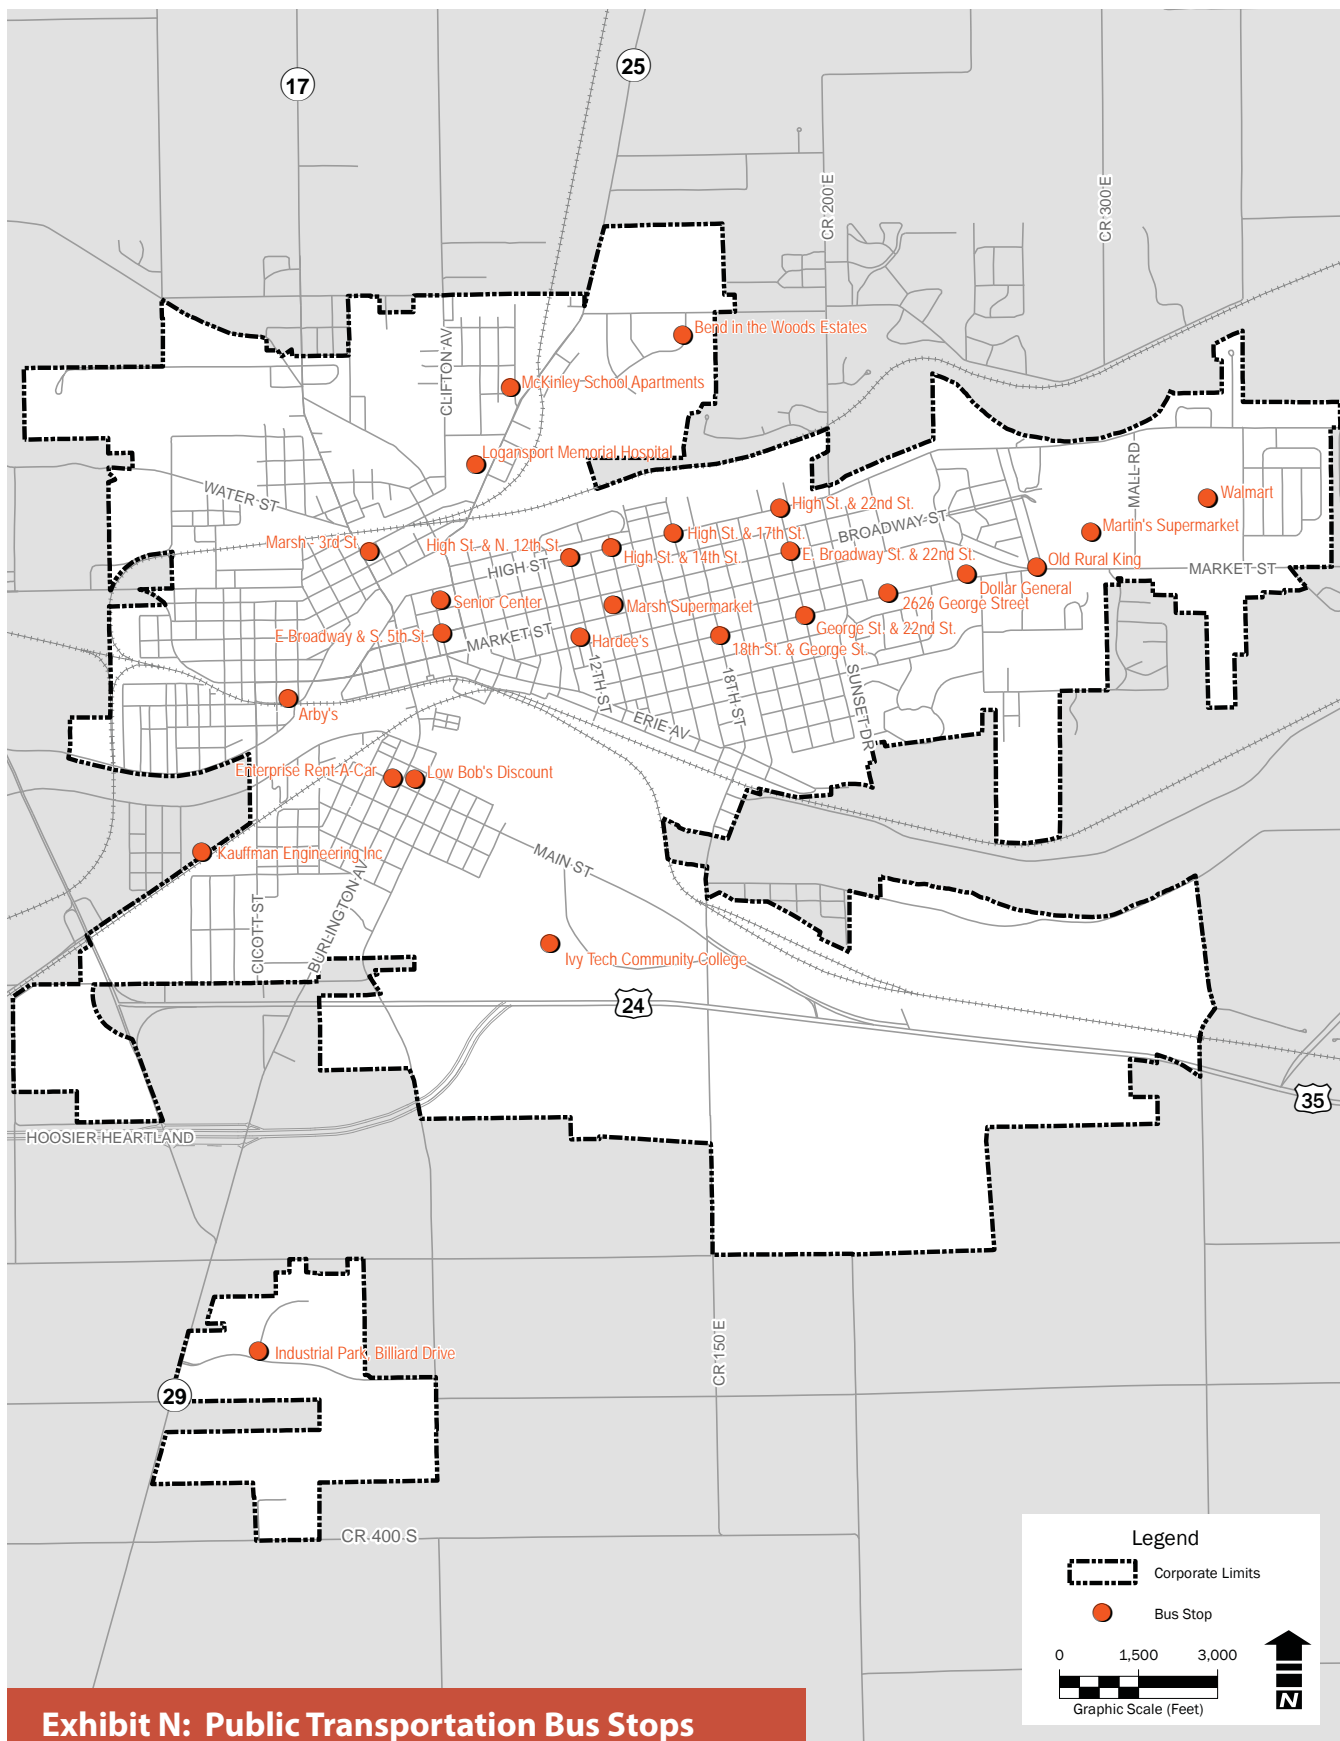 17
25
CR 200 E
CR 300 E
Bend in the Woods Estates
CLIFTON AV
McKinley School Apartments
Logansport Memorial Hospital
WATER ST
MALL RD
Walmart
High St. & 22nd St.
BROADWAY ST
Martin's Supermarket
High St. & 17th St.
Marsh - 3rd St.
High St. & N. 12th St.
High St. & 14th St.
E. Broadway St. & 22nd St.
Old Rural King
HIGH ST
MARKET ST
Dollar General
Senior Center
Marsh Supermarket
2626 George Street
E Broadway & S. 5th St.
MARKET ST
Hardee's
George St. & 22nd St.
18th St. & George St.
12TH ST
18TH ST
SUNSET DR
Arby's
ERIE AV
Enterprise Rent-A-Car
Low Bob's Discount
Kauffman Engineering Inc
MAIN ST
CICOTT ST
BURLINGTON AV
Ivy Tech Community College
24
35
HOOSIER HEARTLAND
CR 150 E
Industrial Park, Billiard Drive
29
CR 400 S
Legend
Corporate Limits
Bus Stop
0 1,500 3,000
Graphic Scale (Feet)
N
Exhibit N: Public Transportation Bus Stops